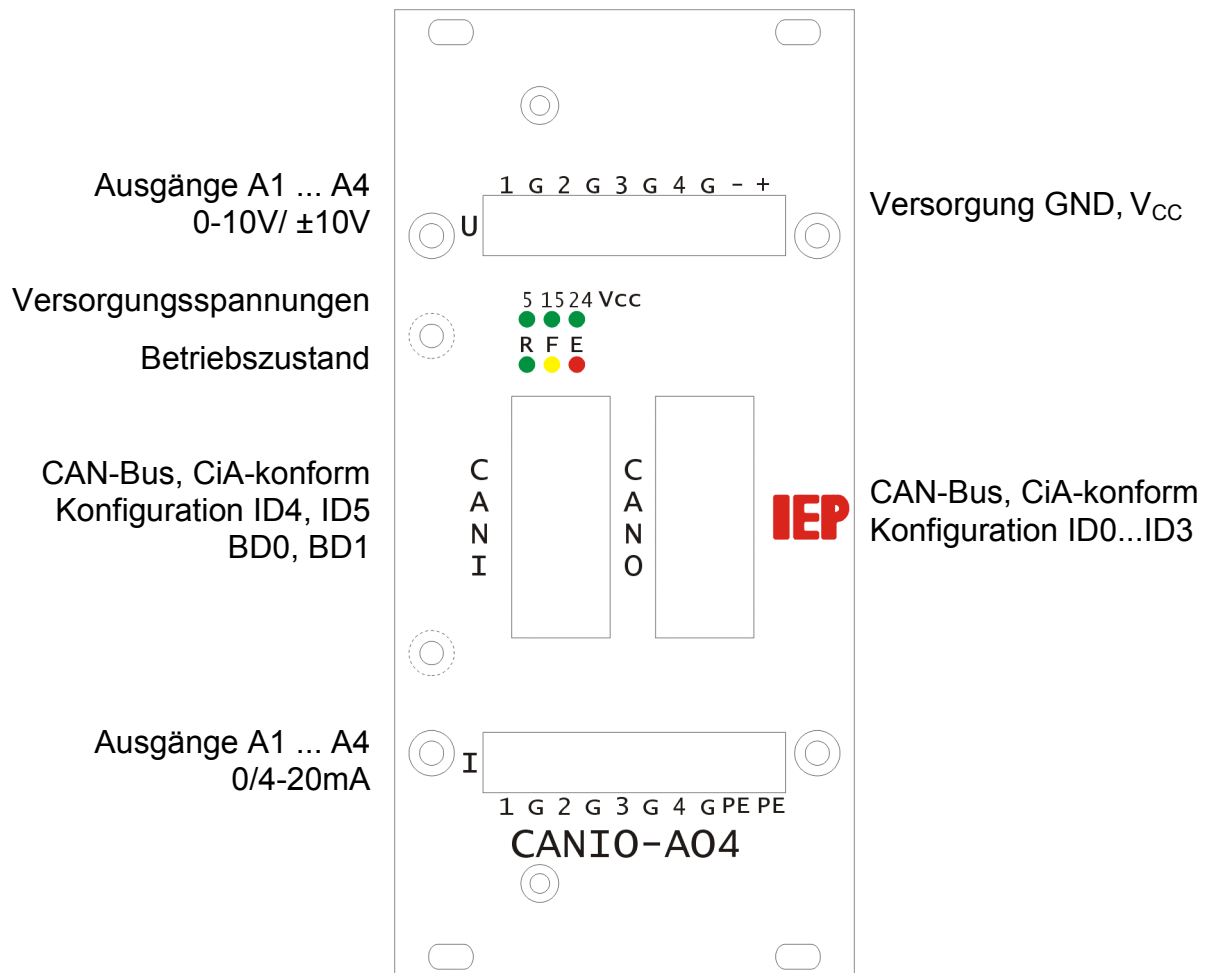 Ausgänge A1 ... A4
0-10V/ ±10V
1 G 2 G 3 G 4 G - +
U
Versorgung GND, VCC
Versorgungsspannungen
5 15 24 Vcc
Betriebszustand
R F E
CAN-Bus, CiA-konform
Konfiguration ID4, ID5
BD0, BD1
CANI
CANO
IEP
CAN-Bus, CiA-konform
Konfiguration ID0...ID3
Ausgänge A1 ... A4
0/4-20mA
I
1 G 2 G 3 G 4 G PE PE
CANIO-AO4